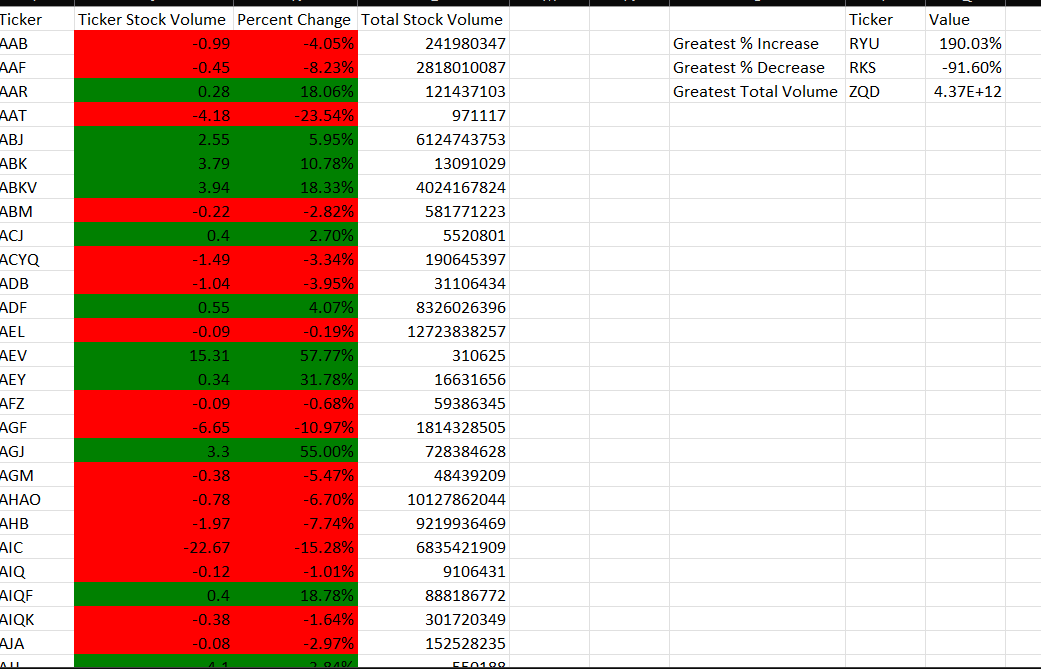 Ticker Ticker Stock Volume Percent Change Total Stock Volume Ticker Value
AAB -0.99 -4.05% 241980347 Greatest % Increase RYU 190.03%
AAF -0.45 -8.23% 2818010087 Greatest % Decrease RKS -91.60%
AAR 0.28 18.06% 121437103 Greatest Total Volume ZQD 4.37E+12
AAT -4.18 -23.54% 971117
ABJ 2.55 5.95% 6124743753
ABK 3.79 10.78% 13091029
ABKV 3.94 18.33% 4024167824
ABM -0.22 -2.82% 581771223
ACJ 0.4 2.70% 5520801
ACYQ -1.49 -3.34% 190645397
ADB -1.04 -3.95% 31106434
ADF 0.55 4.07% 8326026396
AEL -0.09 -0.19% 12723838257
AEV 15.31 57.77% 310625
AEY 0.34 31.78% 16631656
AFZ -0.09 -0.68% 59386345
AGF -6.65 -10.97% 1814328505
AGJ 3.3 55.00% 728384628
AGM -0.38 -5.47% 48439209
AHAO -0.78 -6.70% 10127862044
AHB -1.97 -7.74% 9219936469
AIC -22.67 -15.28% 6835421909
AIQ -0.12 -1.01% 9106431
AIQF 0.4 18.78% 888186772
AIQK -0.38 -1.64% 301720349
AJA -0.08 -2.97% 152528235